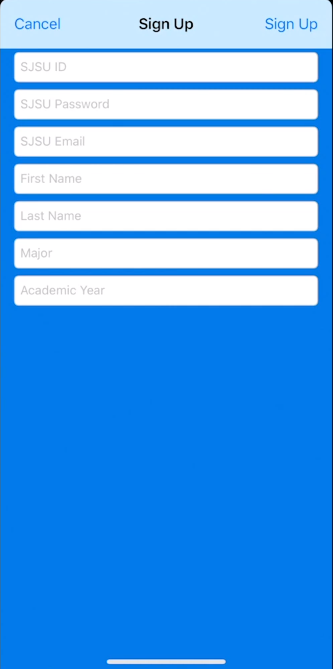 Cancel Sign Up Sign Up
SJSU ID
SJSU Password
SJSU Email
First Name
Last Name
Major
Academic Year